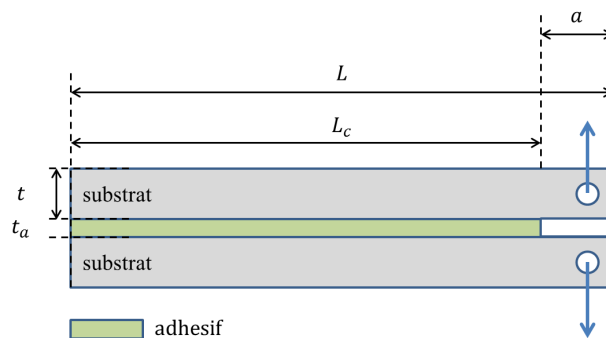 a
L
L_c
t
substrat
t_a
substrat
adhesif